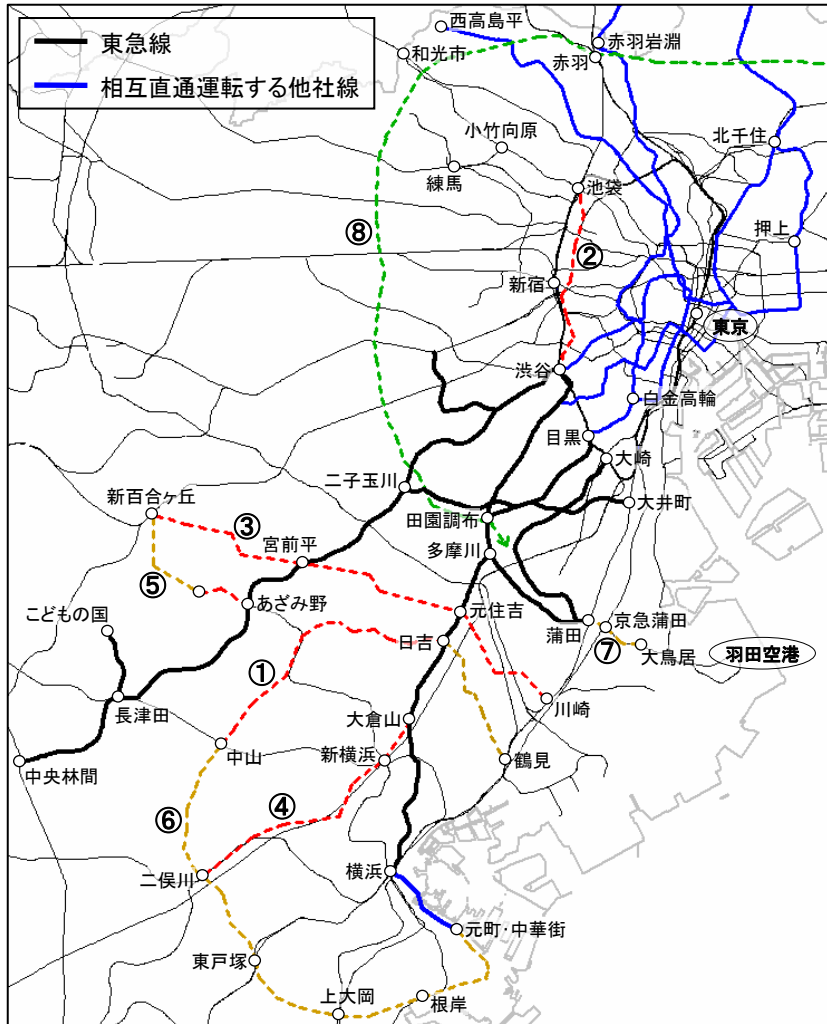 東急線
相互直通運転する他社線
西高島平
赤羽岩淵
和光市
赤羽
小竹向原
北千住
練馬
池袋
押上
⑧
②
新宿
東京
渋谷
白金高輪
目黒
大崎
二子玉川
大井町
新百合ヶ丘
③
田園調布
宮前平
多摩川
⑤
あざみ野
こどもの国
元住吉
蒲田
京急蒲田
日吉
⑦
大鳥居
羽田空港
①
長津田
大倉山
川崎
中山
新横浜
鶴見
中央林間
④
⑥
二俣川
横浜
元町・中華街
東戸塚
上大岡
根岸